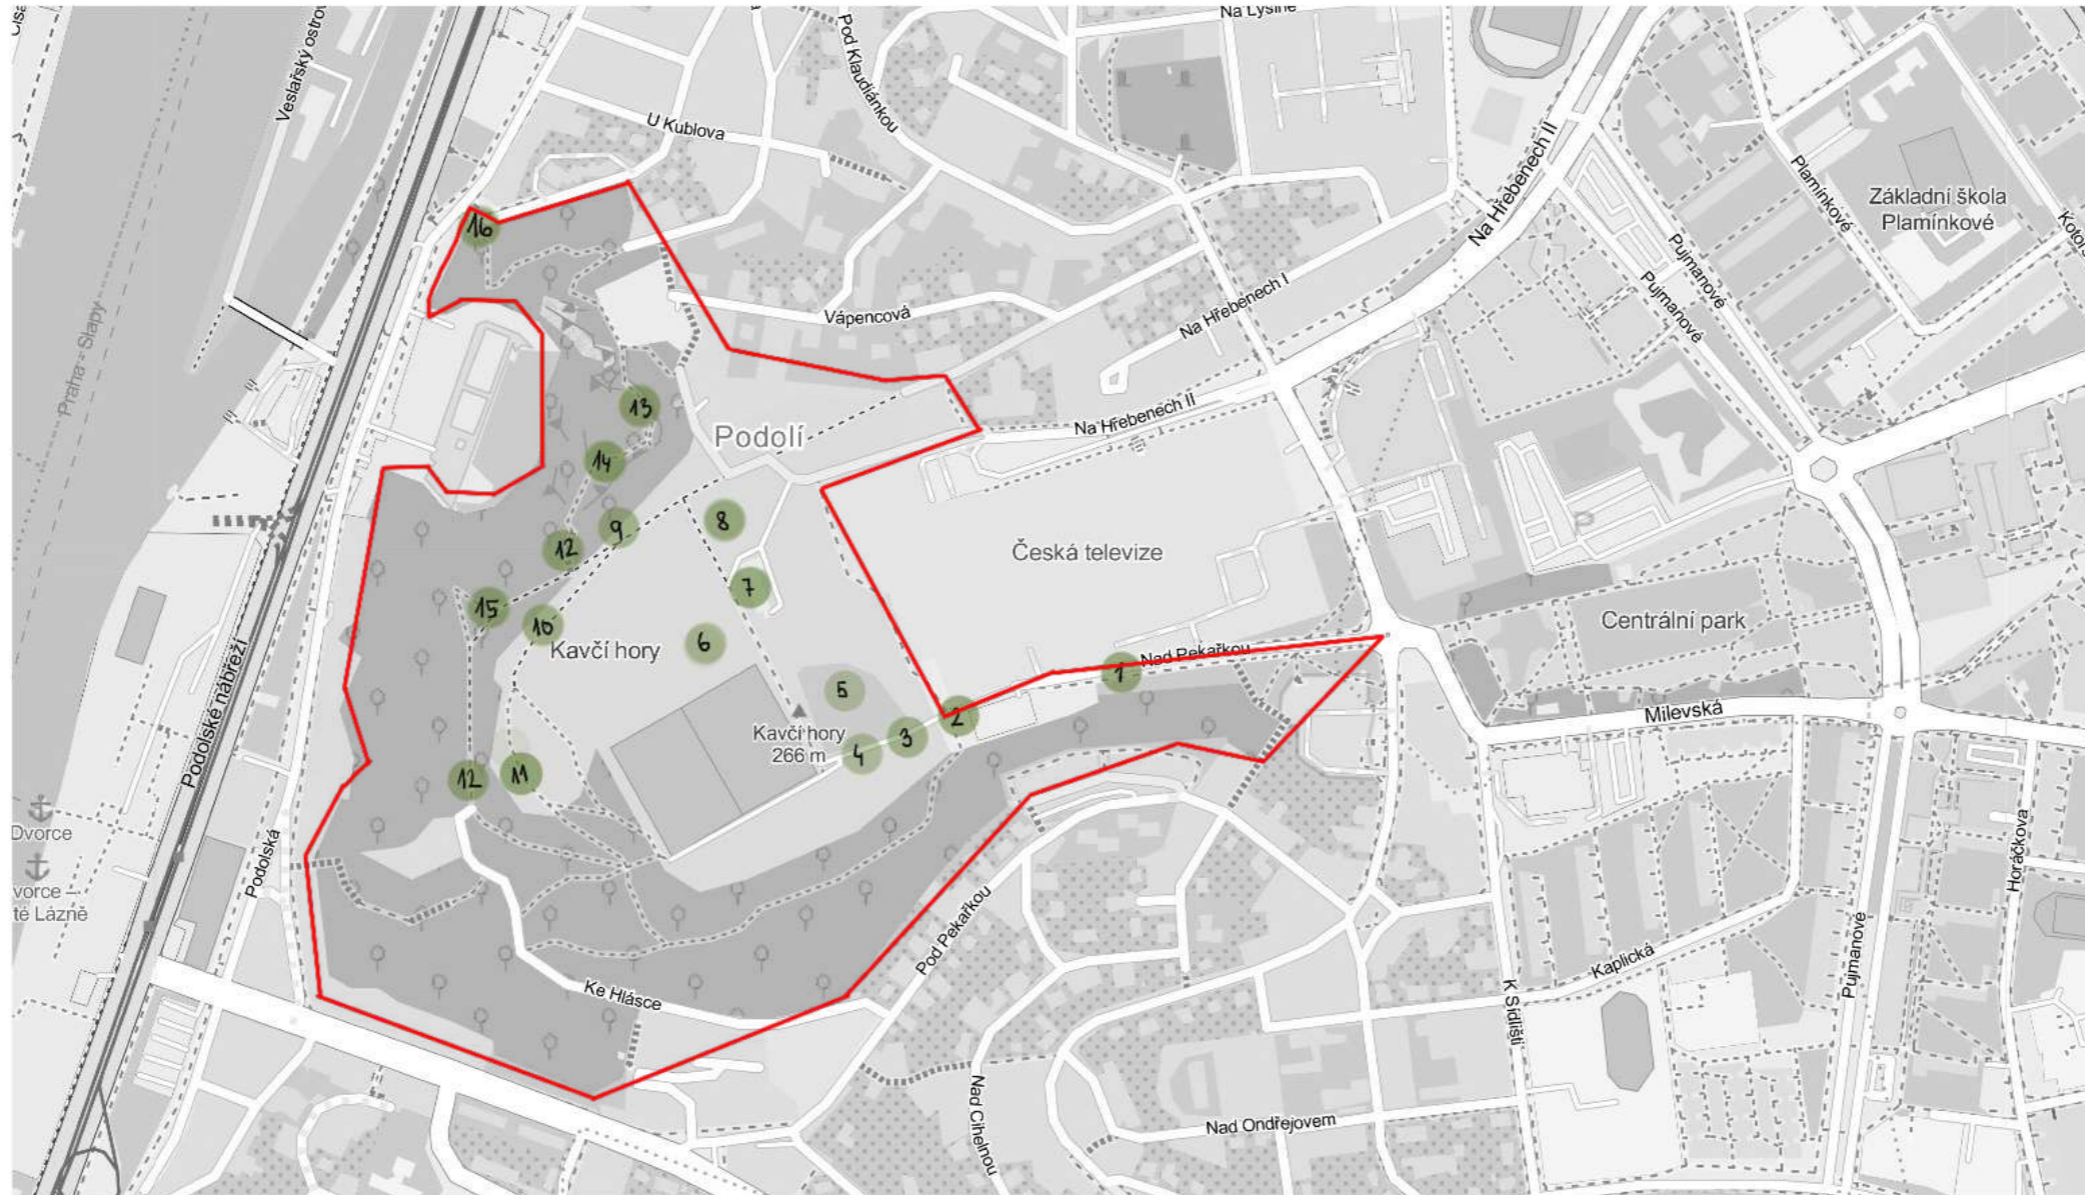 Veslařský ostrov
Pod Klaudiánkou
Na Lysině
U Kublova
Na Hřebenech II
Plamínkové
Základní škola
Plamínkové
Pujmanové
Pujmanové
16
Vápencová
Na Hřebenech I
Praha - Slapy
13
Podolí
Na Hřebenech II
14
8
9
12
Česká televize
7
15
10
6
Kavčí hory
Centrální park
Nad Pekařkou
1
5
2
Podolské nábřeží
Milevská
Kavčí hory
266 m
3
4
12
11
Dvorce
Podolská
Horáčkova
Pod Pekařkou
Kaplická
Pujmanové
Ke Hlásce
K Sídlišti
Nad Cihelnou
Nad Ondřejovem